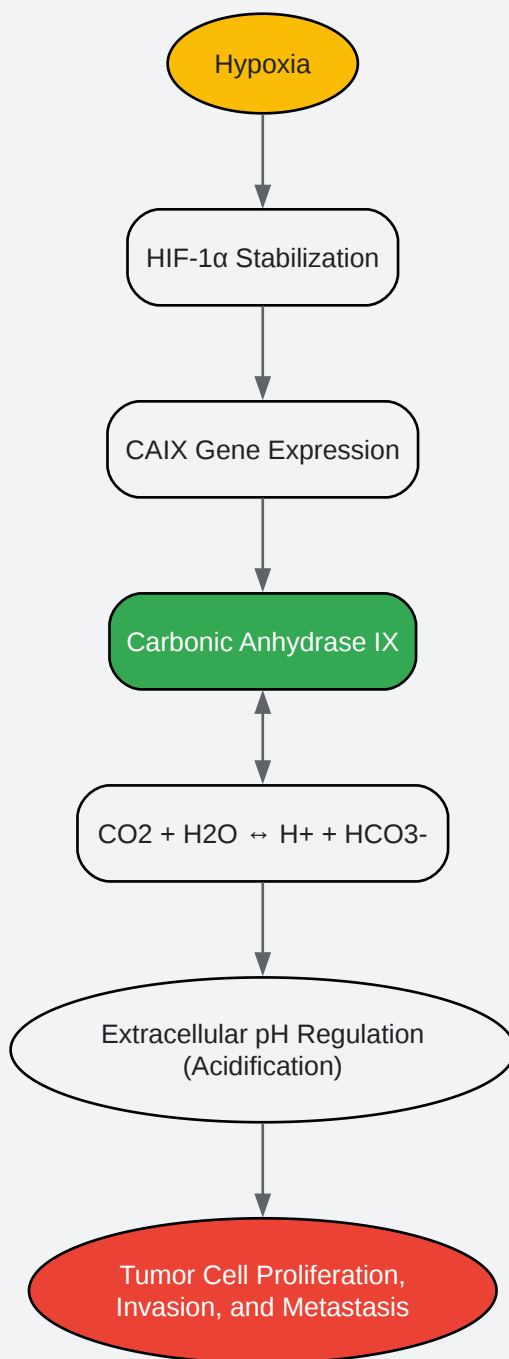 Hypoxia
HIF-1α Stabilization
CAIX Gene Expression
Carbonic Anhydrase IX
CO2 + H2O ↔ H+ + HCO3-
Extracellular pH Regulation
(Acidification)
Tumor Cell Proliferation,
Invasion, and Metastasis